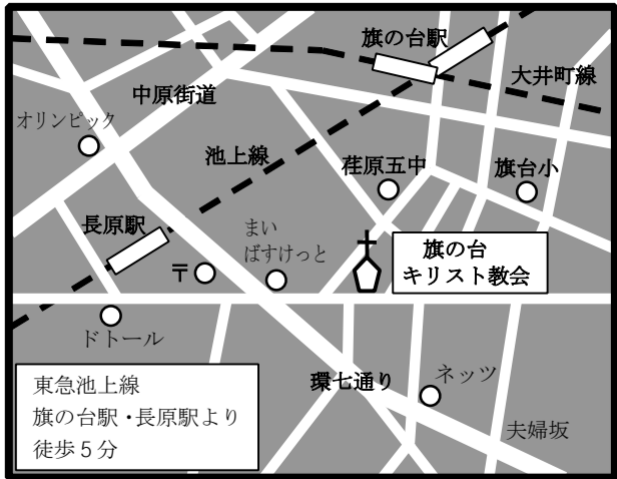 旗の台駅
大井町線
中原街道
オリンピック
池上線
荏原五中
旗台小
長原駅
まい
ばすけっと
〒
旗の台
キリスト教会
ドトール
環七通り
ネッツ
夫婦坂
東急池上線
旗の台駅・長原駅より
徒歩5分